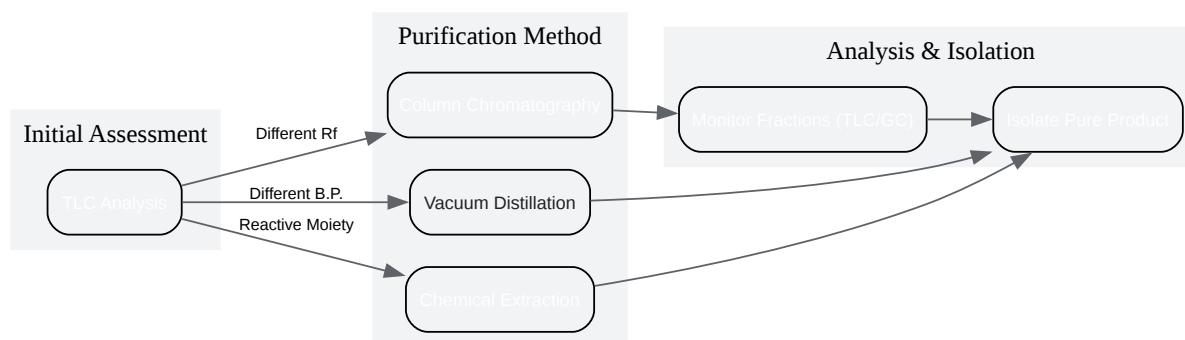 Initial Assessment
TLC Analysis
Different Rf
Different B.P.
Reactive Moiety
Purification Method
Column Chromatography
Vacuum Distillation
Chemical Extraction
Analysis & Isolation
Monitor Fractions (TLC/GC)
Isolate Pure Product